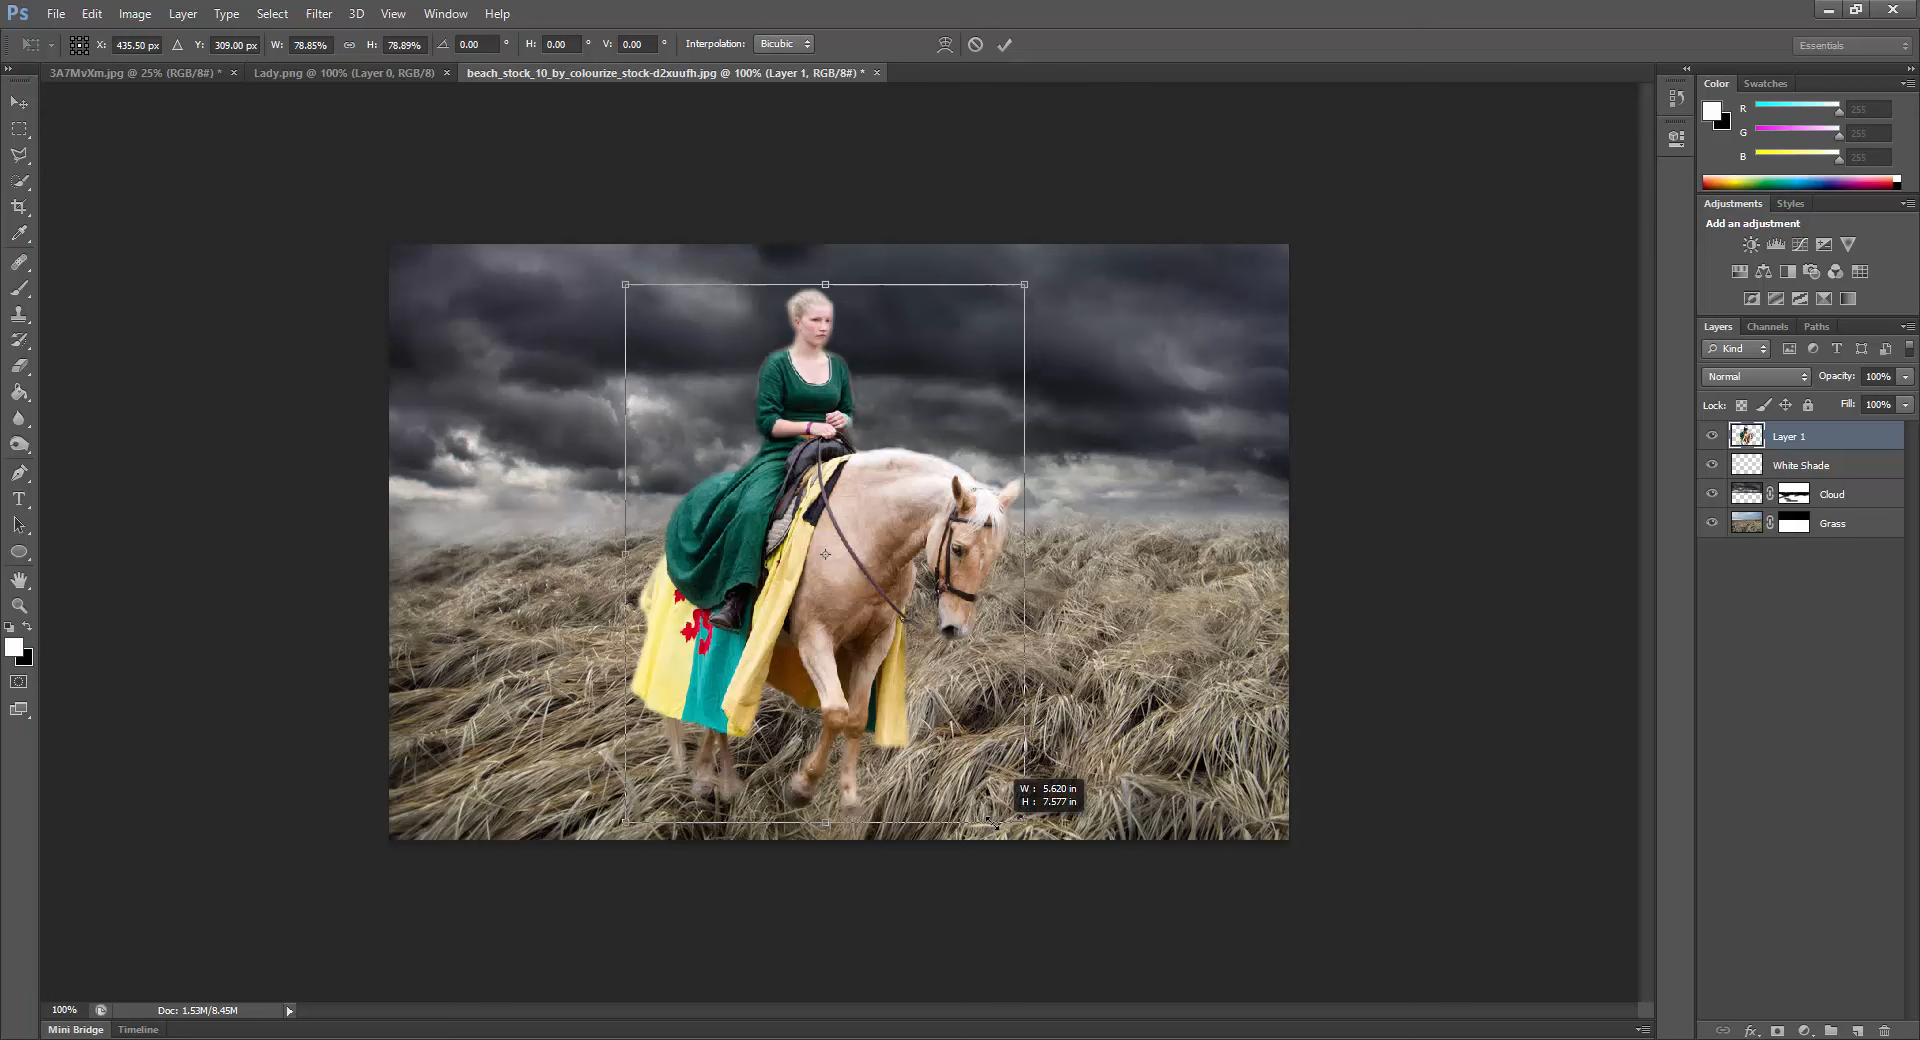 Ps File Edit Image Layer Type Select Filter 3D View Window Help
X: 435.50 px Y: 309.00 px W: 78.85% H: 78.89% 0.00 ° H: 0.00 ° V: 0.00 ° Interpolation: Bicubic Essentials
3A7MvXm.jpg @ 25% (RGB/8#) * × Lady.png @ 100% (Layer 0, RGB/8) × beach_stock_10_by_colourize_stock-d2xuufh.jpg @ 100% (Layer 1, RGB/8#) * ×
Color Swatches
R 255
G 255
B 255
Adjustments Styles
Add an adjustment
Layers Channels Paths
Kind
Normal Opacity: 100%
Lock: Fill: 100%
Layer 1
White Shade
Cloud
Grass
W : 5.620 in
H : 7.577 in
100% Doc: 1.53M/8.45M
Mini Bridge Timeline